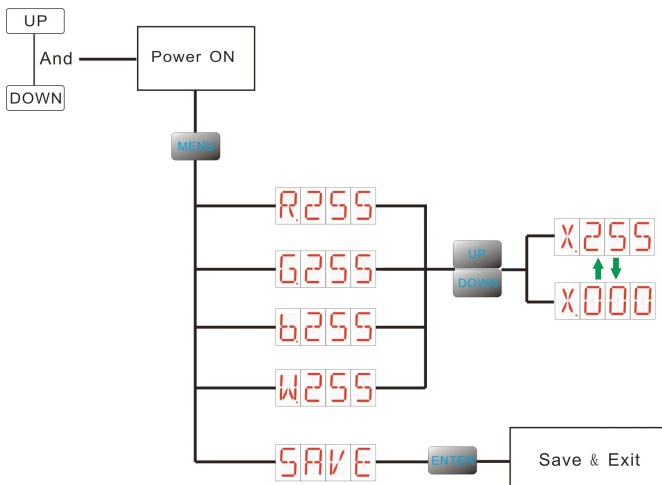 UP
And
DOWN
Power ON
MENU
R.255
G.255
b.255
W.255
UP
DOWN
X.255
X.000
SAVE
ENTER
Save & Exit